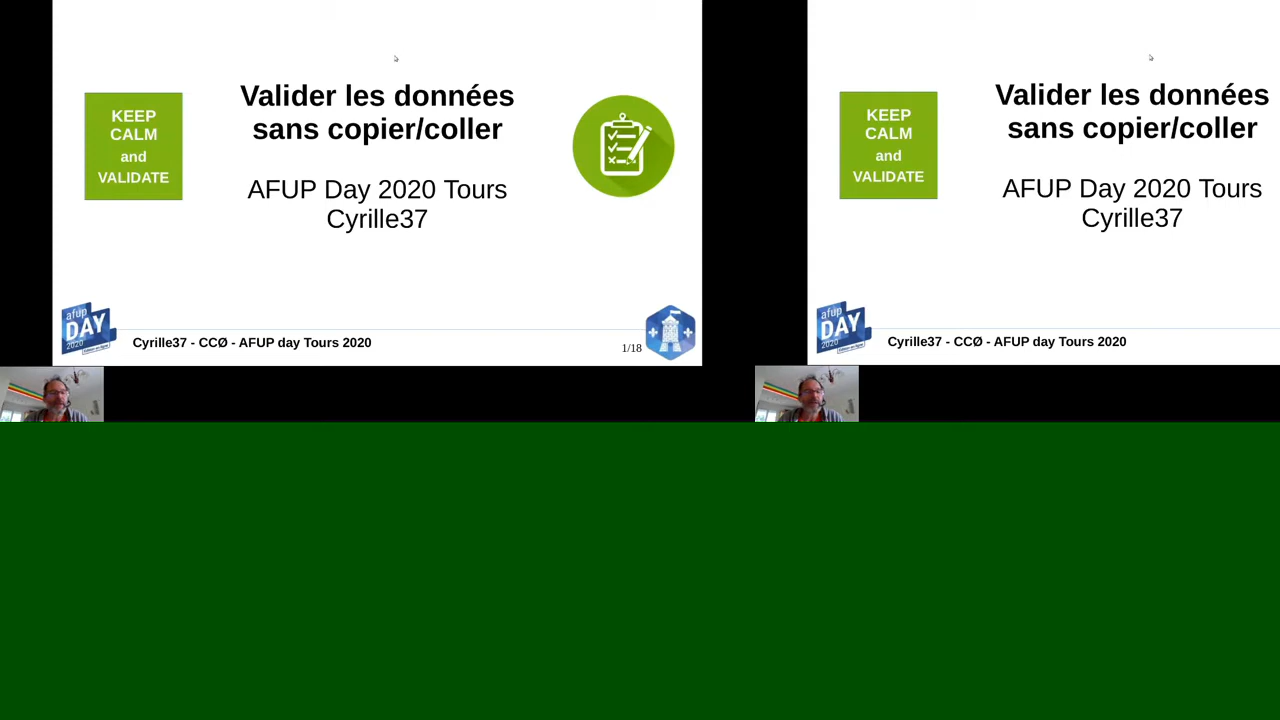 KEEP
CALM
and
VALIDATE
Valider les données
sans copier/coller
AFUP Day 2020 Tours
Cyrille37
afup
DAY
2020
Cyrille37 - CCØ - AFUP day Tours 2020
1/18
KEEP
CALM
and
VALIDATE
Valider les données
sans copier/coller
AFUP Day 2020 Tours
Cyrille37
afup
DAY
2020
Cyrille37 - CCØ - AFUP day Tours 2020